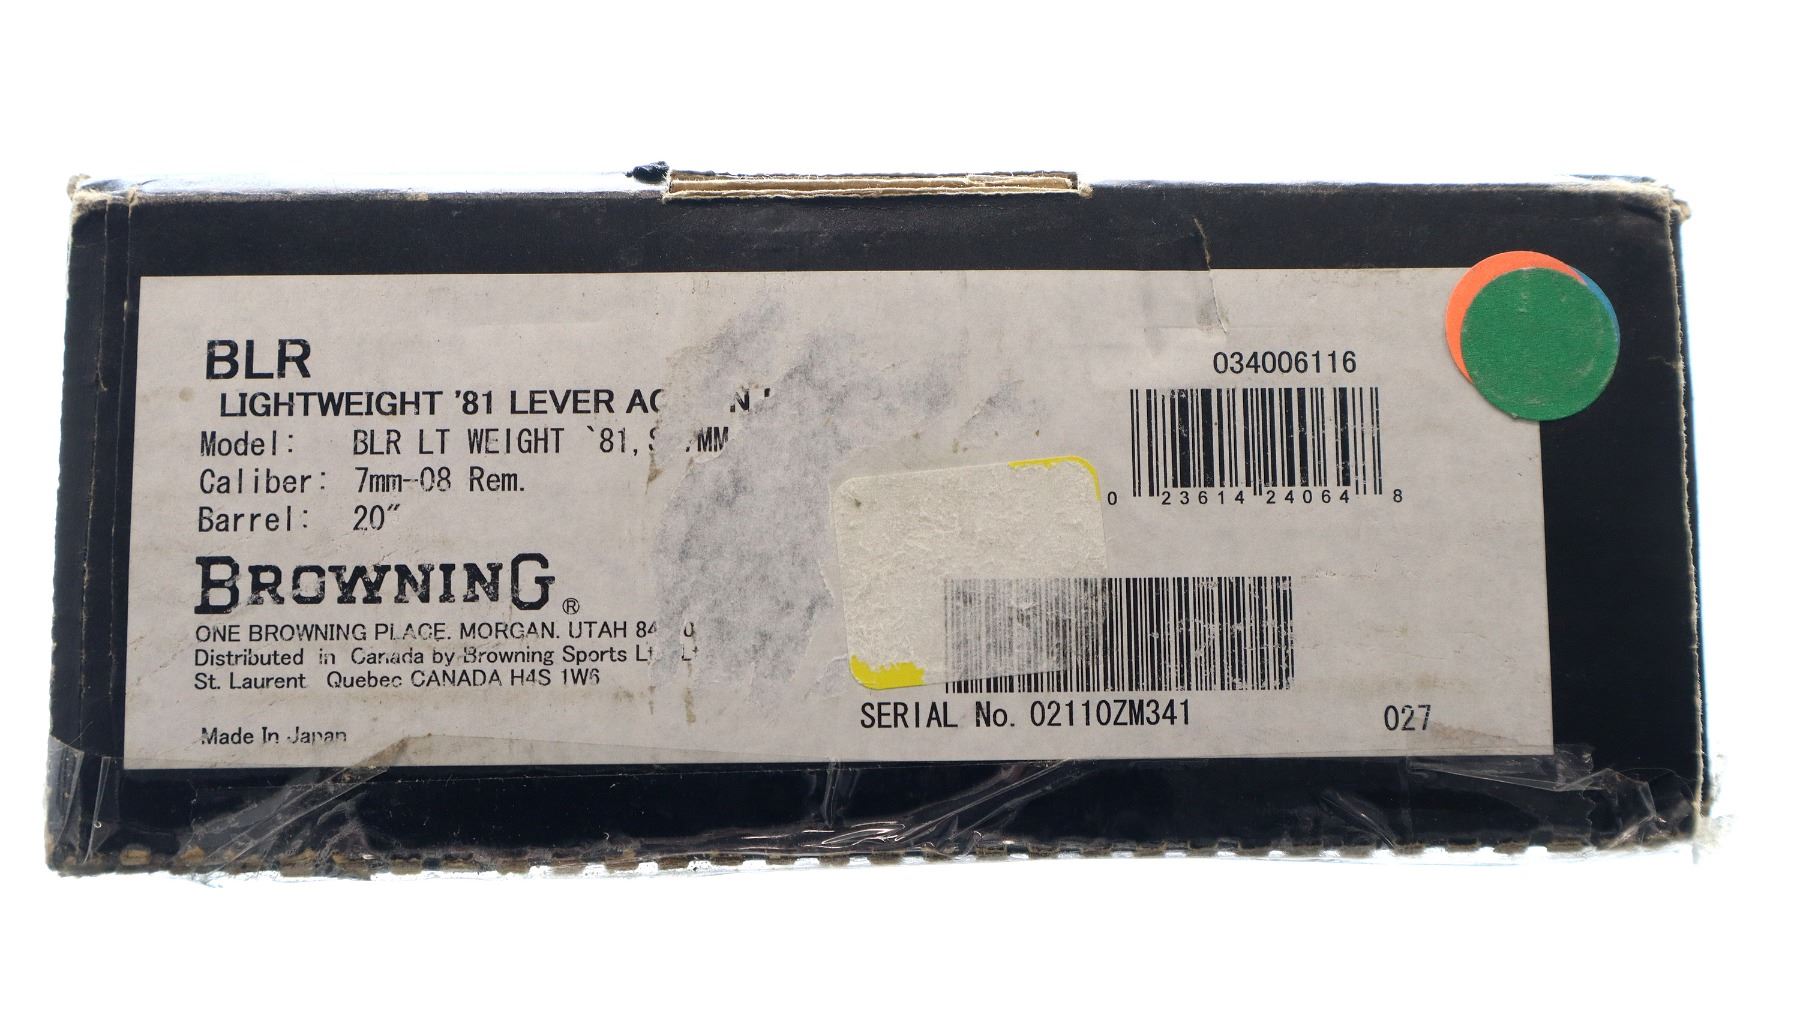 BLR
LIGHTWEIGHT '81 LEVER
Model: BLR LT WEIGHT `81,
Caliber: 7mm-08 Rem.
Barrel: 20"
BROWNING®
ONE BROWNING PLACE. MORGAN. UTAH
Distributed in Canada by Browning Sports
St. Laurent Quebec CANADA H4S 1W6
Made In Japan
034006116
0 23614 24064 8
SERIAL No. 02110ZM341
027